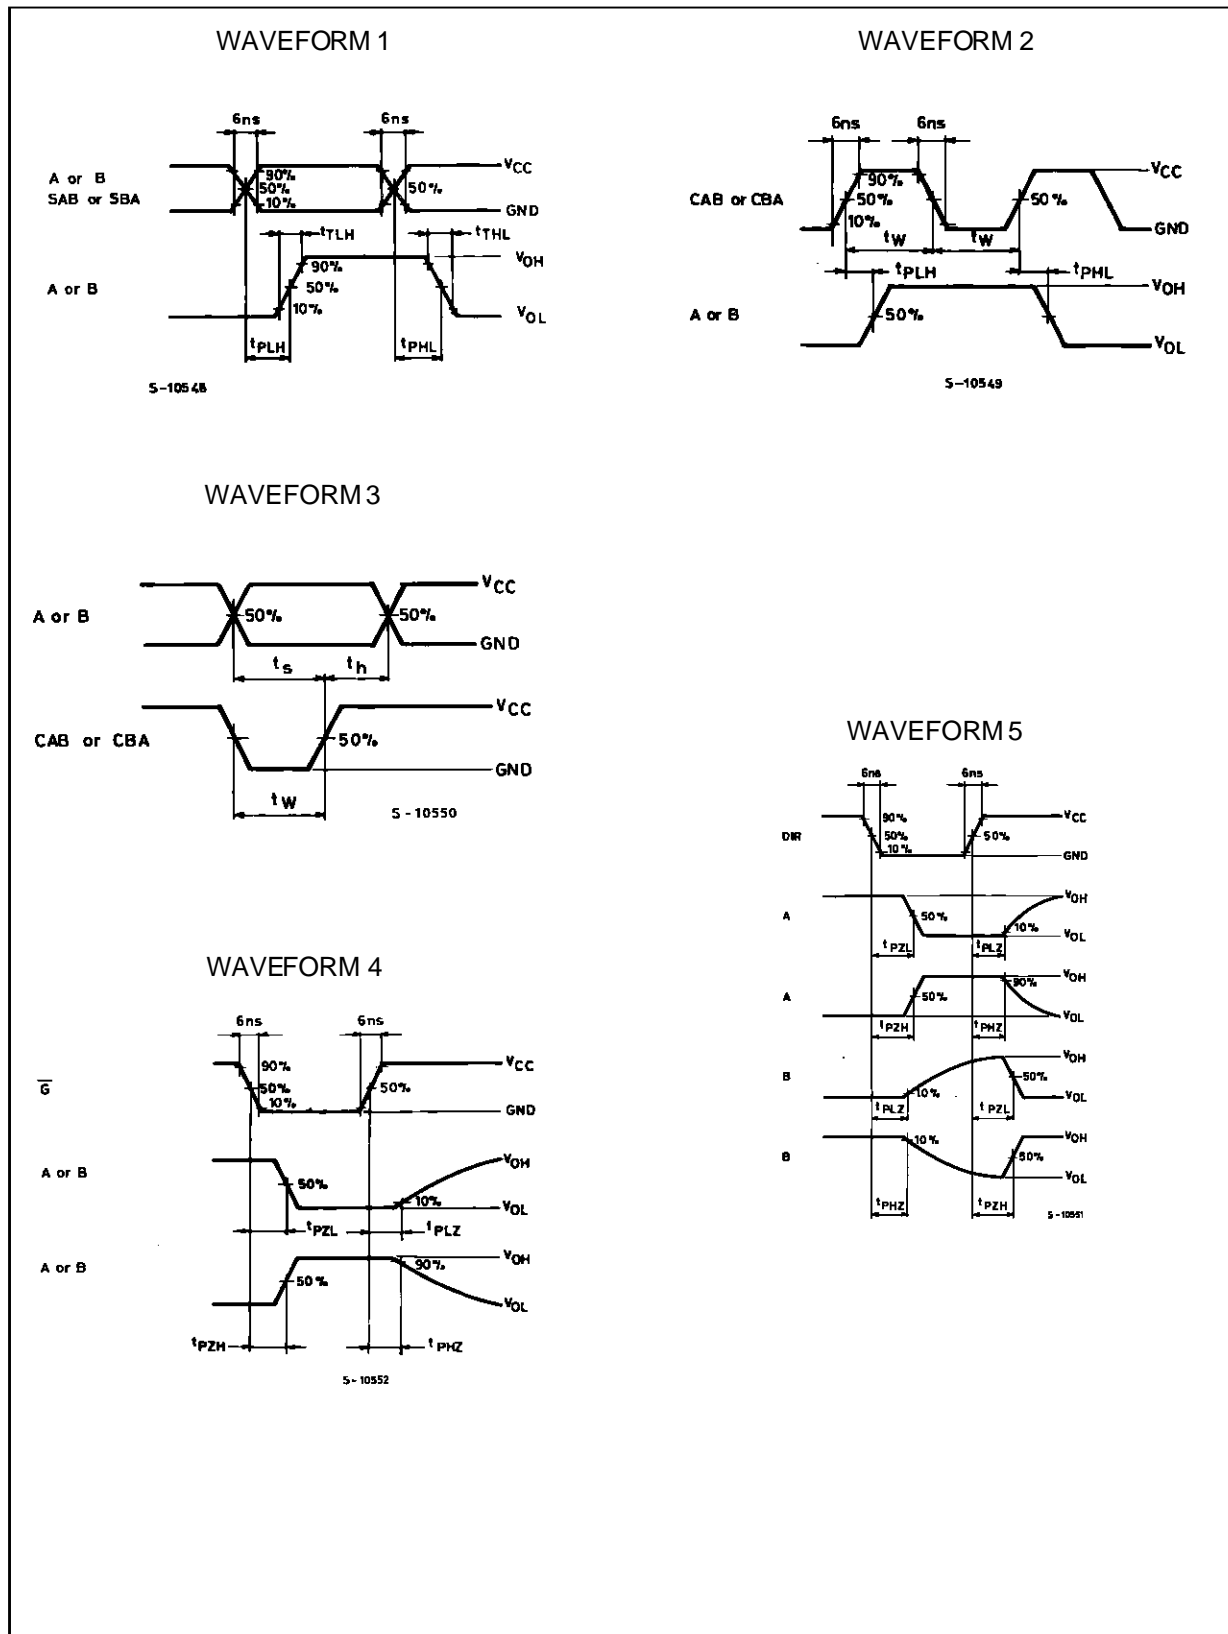 WAVEFORM 1
6ns 6ns
A or B
SAB or SBA
90%
50%
10%
50%
VCC
GND
tTLH tTHL
A or B
90%
50%
10%
VOH
VOL
tPLH tPHL
S-10548
WAVEFORM 2
6ns 6ns
CAB or CBA
90%
50%
10%
50%
VCC
GND
tW tW
tPLH tPHL
A or B
50%
VOH
VOL
S-10549
WAVEFORM 3
A or B
50% 50%
VCC
GND
ts th
CAB or CBA
50%
VCC
GND
tW
S - 10550
WAVEFORM 4
6ns 6ns
G̅
90%
50%
10%
50%
VCC
GND
A or B
50%
10%
VOH
VOL
tPZL tPLZ
A or B
50%
90%
VOH
VOL
tPZH tPHZ
S-10552
WAVEFORM 5
6ns 6ns
DIR
90%
50%
10%
50%
VCC
GND
A
50%
10%
VOH
VOL
tPZL tPLZ
A
50%
90%
VOH
VOL
tPZH tPHZ
B
10%
50%
VOH
VOL
tPLZ tPZL
B
10%
50%
VOH
VOL
tPHZ tPZH
S-10551